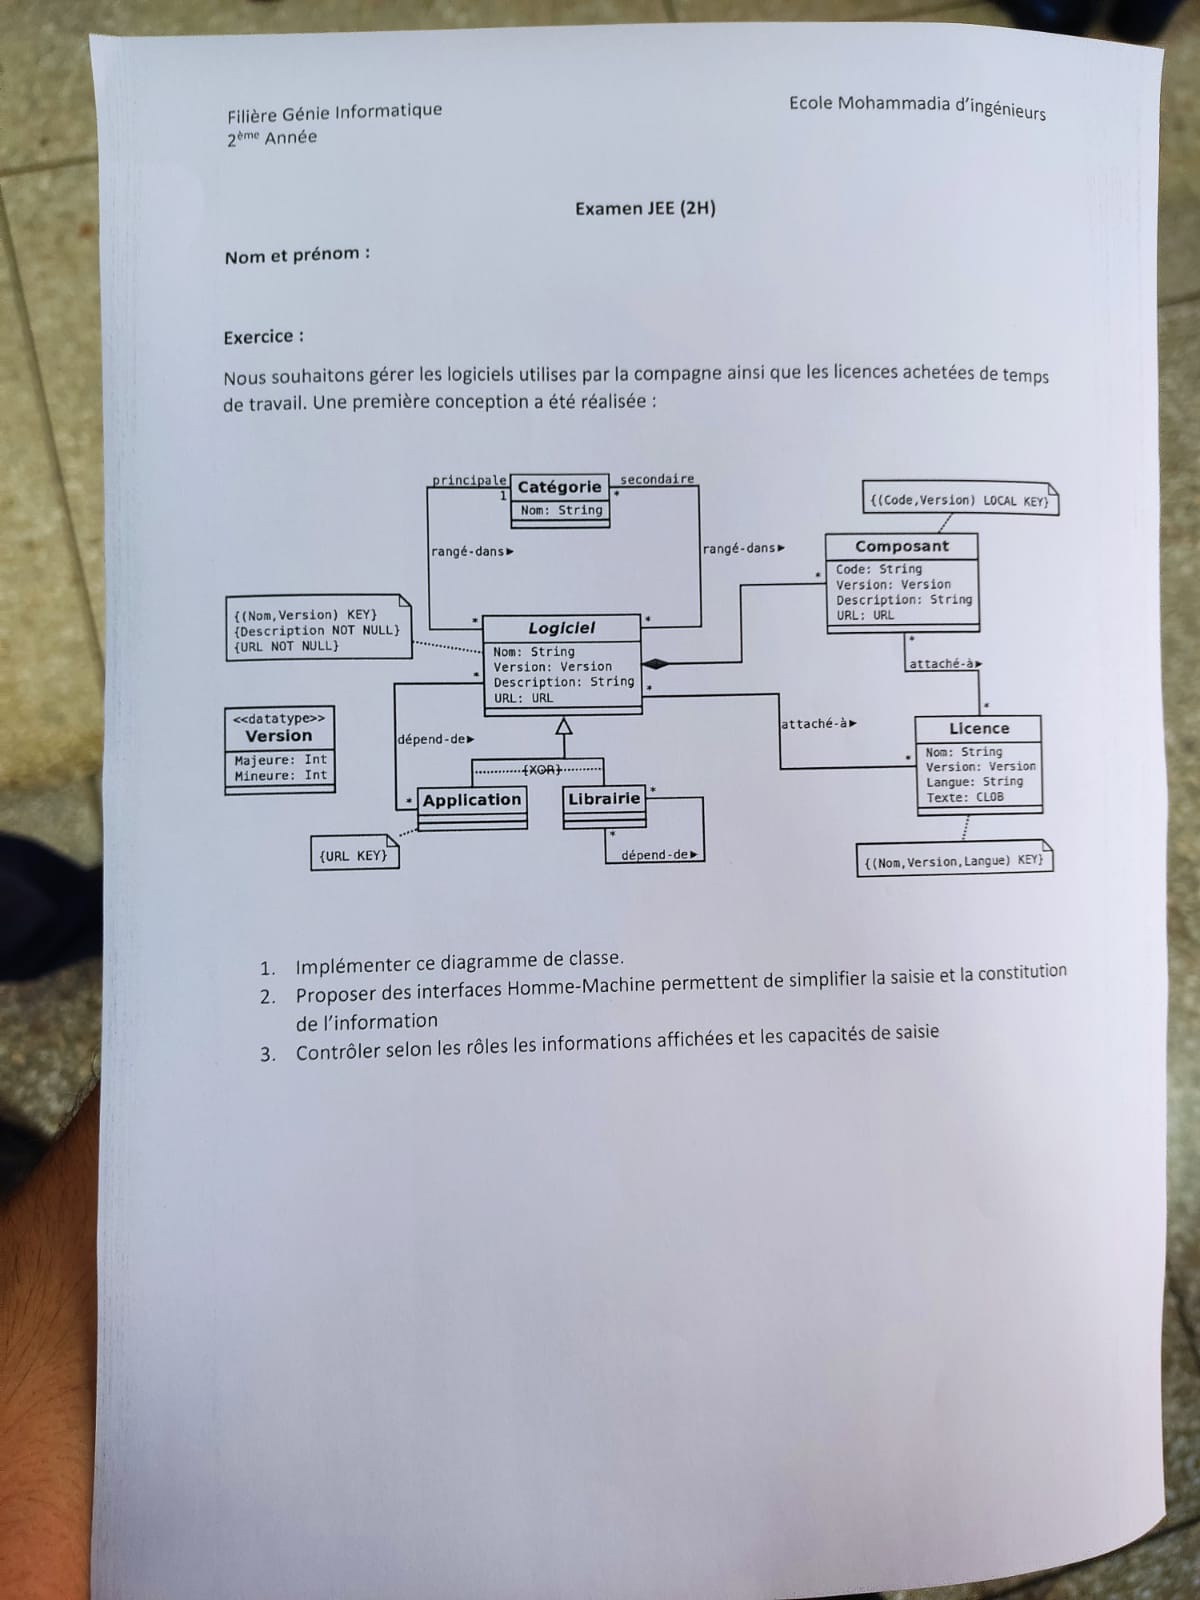 Filière Génie Informatique
Ecole Mohammadia d'ingénieurs
2ème Année
Examen JEE (2H)
Nom et prénom :
Exercice :
Nous souhaitons gérer les logiciels utilises par la compagne ainsi que les licences achetées de temps
de travail. Une première conception a été réalisée :
principale
1
Catégorie
Nom: String
secondaire
*
rangé-dans▶
rangé-dans▶
{(Code,Version) LOCAL KEY}
Composant
Code: String
Version: Version
Description: String
URL: URL
*
*
attaché-à▶
*
{(Nom,Version) KEY}
{Description NOT NULL}
{URL NOT NULL}
*
Logiciel
*
Nom: String
Version: Version
Description: String
URL: URL
*
*
<<datatype>>
Version
Majeure: Int
Mineure: Int
dépend-de▶
attaché-à▶
*
Licence
Nom: String
Version: Version
Langue: String
Texte: CLOB
{XOR}
*
Application
Librairie
*
*
dépend-de▶
{URL KEY}
{(Nom,Version,Langue) KEY}
1. Implémenter ce diagramme de classe.
2. Proposer des interfaces Homme-Machine permettent de simplifier la saisie et la constitution
de l'information
3. Contrôler selon les rôles les informations affichées et les capacités de saisie